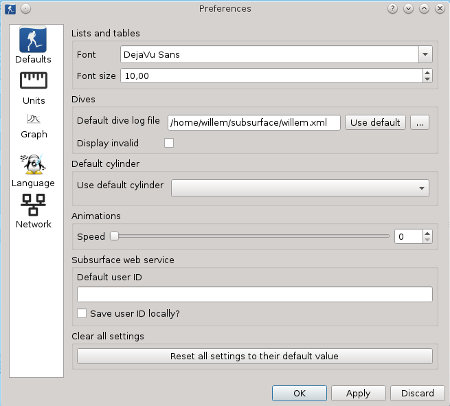 Preferences
Defaults
Units
Graph
Language
Network
Lists and tables
Font DejaVu Sans
Font size 10,00
Dives
Default dive log file /home/willem/subsurface/willem.xml Use default ...
Display invalid
Default cylinder
Use default cylinder
Animations
Speed 0
Subsurface web service
Default user ID
Save user ID locally?
Clear all settings
Reset all settings to their default value
OK Apply Discard